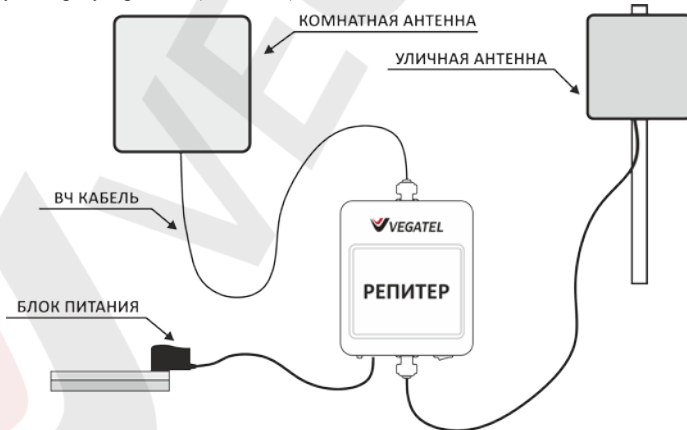 КОМНАТНАЯ АНТЕННА
УЛИЧНАЯ АНТЕННА
ВЧ КАБЕЛЬ
VEGATEL
РЕПИТЕР
БЛОК ПИТАНИЯ